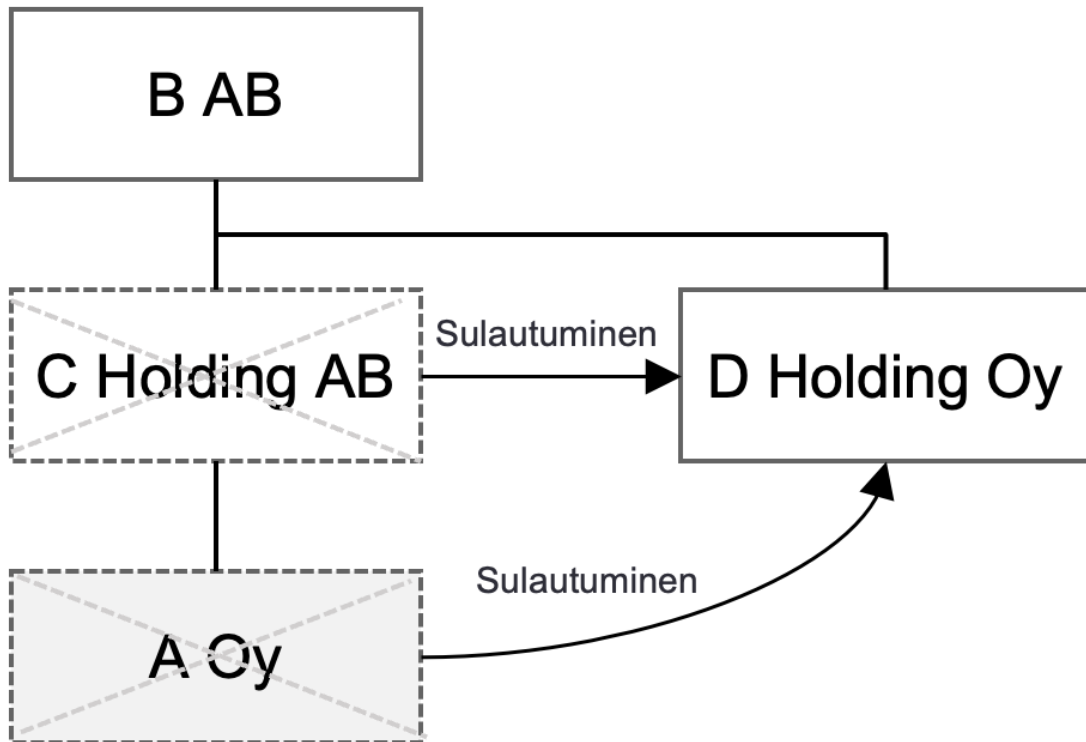 B AB
Sulautuminen
C Holding AB
D Holding Oy
Sulautuminen
A Oy